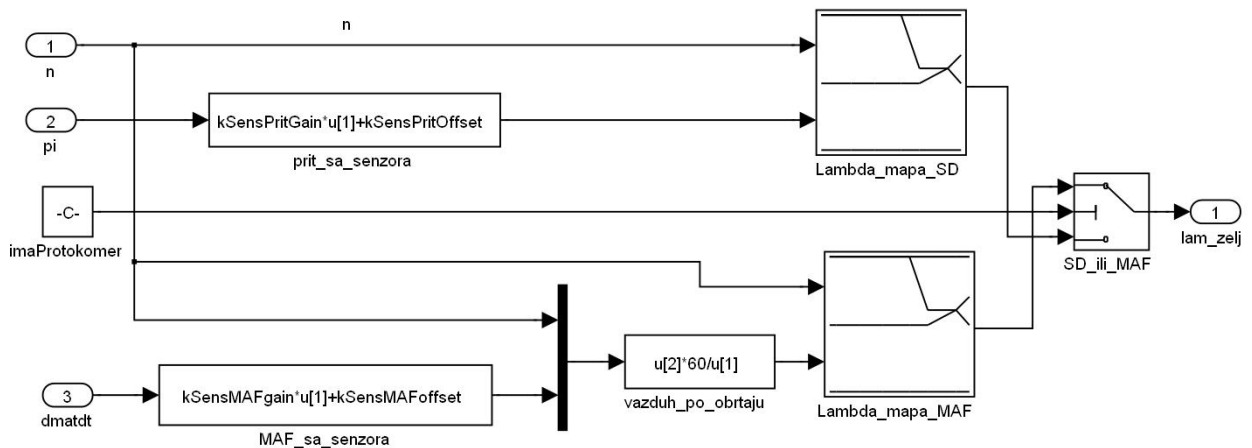 n
1
n
kSensPritGain*u[1]+kSensPritOffset
prit_sa_senzora
2
pi
Lambda_mapa_SD
-C-
imaProtokomer
1
lam_zelj
SD_ili_MAF
u[2]*60/u[1]
vazduh_po_obrtaju
Lambda_mapa_MAF
3
dmatdt
kSensMAFgain*u[1]+kSensMAFoffset
MAF_sa_senzora